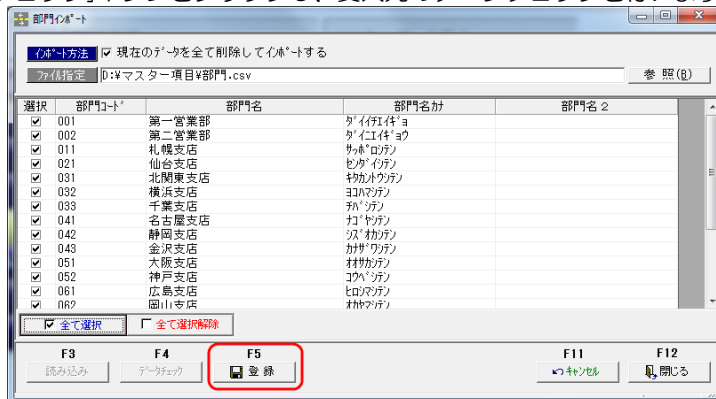 部門ｲﾝﾎﾟｰﾄ
ｲﾝﾎﾟｰﾄ方法 現在のﾃﾞｰﾀを全て削除してｲﾝﾎﾟｰﾄする
ﾌｧｲﾙ指定 D:¥マスター項目¥部門.csv 参 照(B)
選択 部門ｺｰﾄﾞ 部門名 部門名ｶﾅ 部門名２
001 第一営業部 ﾀﾞｲｲﾁｴｲｷﾞｮ
002 第二営業部 ﾀﾞｲﾆｴｲｷﾞｮｳ
011 札幌支店 ｻｯﾎﾟﾛｼﾃﾝ
021 仙台支店 ｾﾝﾀﾞｲｼﾃﾝ
031 北関東支店 ｷﾀｶﾝﾄｳｼﾃﾝ
032 横浜支店 ﾖｺﾊﾏｼﾃﾝ
033 千葉支店 ﾁﾊﾞｼﾃﾝ
041 名古屋支店 ﾅｺﾞﾔｼﾃﾝ
042 静岡支店 ｼｽﾞｵｶｼﾃﾝ
043 金沢支店 ｶﾅｻﾞﾜｼﾃﾝ
051 大阪支店 ｵｵｻｶｼﾃﾝ
052 神戸支店 ｺｳﾍﾞｼﾃﾝ
061 広島支店 ﾋﾛｼﾏｼﾃﾝ
062 岡山支店 ｵｶﾔﾏｼﾃﾝ
全て選択 全て選択解除
F3 F4 F5 F11 F12
読み込み ﾃﾞｰﾀﾁｪｯｸ 登 録 ｷｬﾝｾﾙ 閉じる